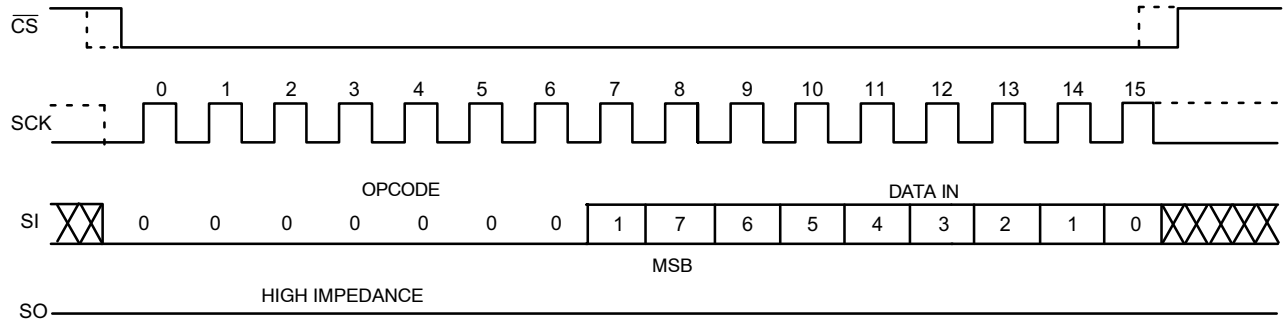 CS
0 1 2 3 4 5 6 7 8 9 10 11 12 13 14 15
SCK
OPCODE DATA IN
SI 0 0 0 0 0 0 0 1 7 6 5 4 3 2 1 0
MSB
HIGH IMPEDANCE
SO